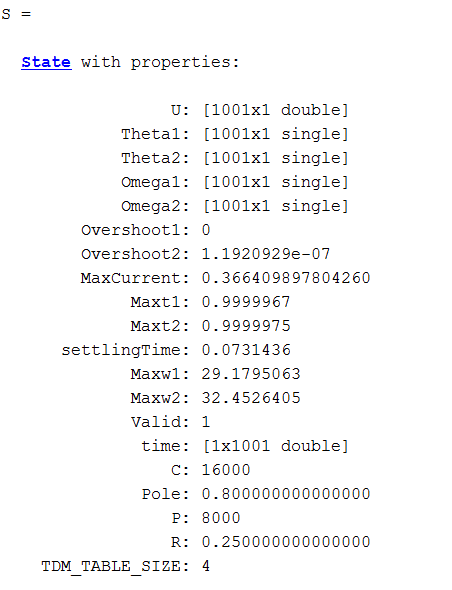 S =
State with properties:
U: [1001x1 double]
Theta1: [1001x1 single]
Theta2: [1001x1 single]
Omega1: [1001x1 single]
Omega2: [1001x1 single]
Overshoot1: 0
Overshoot2: 1.1920929e-07
MaxCurrent: 0.366409897804260
Maxt1: 0.9999967
Maxt2: 0.9999975
settlingTime: 0.0731436
Maxw1: 29.1795063
Maxw2: 32.4526405
Valid: 1
time: [1x1001 double]
C: 16000
Pole: 0.800000000000000
P: 8000
R: 0.250000000000000
TDM_TABLE_SIZE: 4